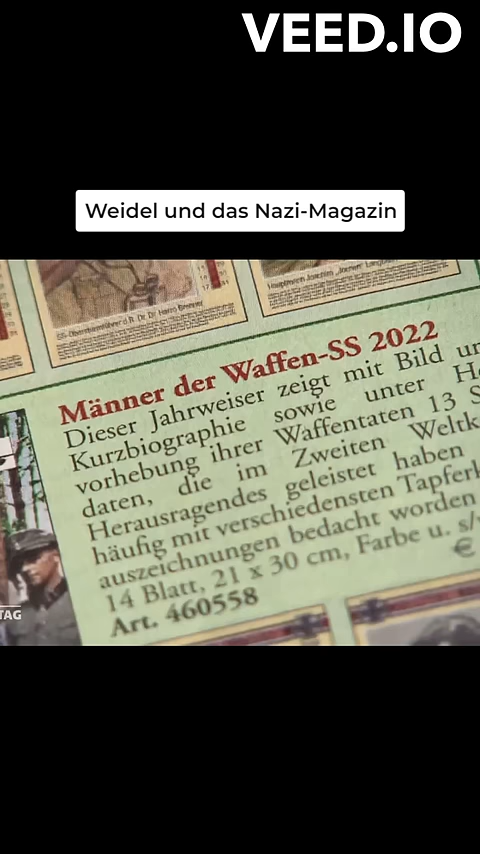 VEED.IO
Weidel und das Nazi-Magazin
Männer der Waffen-SS 2022
Dieser Jahrweiser zeigt mit Bild
Kurzbiographie sowie unter
vorhebung ihrer Waffentaten 13
daten, die im Zweiten
Herausragendes geleistet haben
häufig mit verschiedensten
auszeichnungen bedacht worden
14 Blatt, 21 x 30 cm, Farbe u.
€
Art. 460558
TAG